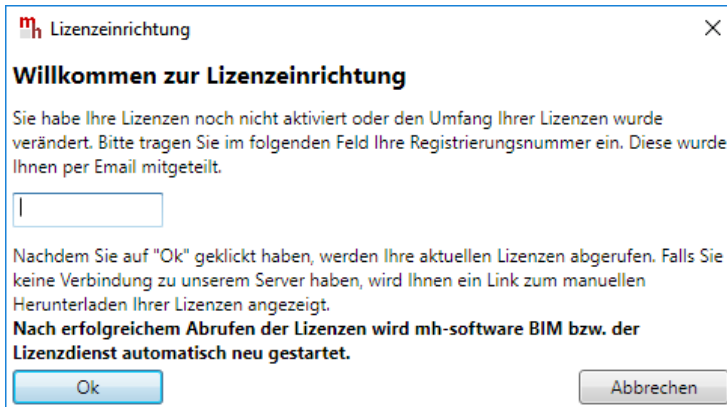 mh Lizenzeinrichtung
Willkommen zur Lizenzeinrichtung
Sie habe Ihre Lizenzen noch nicht aktiviert oder den Umfang Ihrer Lizenzen wurde
verändert. Bitte tragen Sie im folgenden Feld Ihre Registrierungsnummer ein. Diese wurde
Ihnen per Email mitgeteilt.
Nachdem Sie auf "Ok" geklickt haben, werden Ihre aktuellen Lizenzen abgerufen. Falls Sie
keine Verbindung zu unserem Server haben, wird Ihnen ein Link zum manuellen
Herunterladen Ihrer Lizenzen angezeigt.
Nach erfolgreichem Abrufen der Lizenzen wird mh-software BIM bzw. der
Lizenzdienst automatisch neu gestartet.
Ok Abbrechen